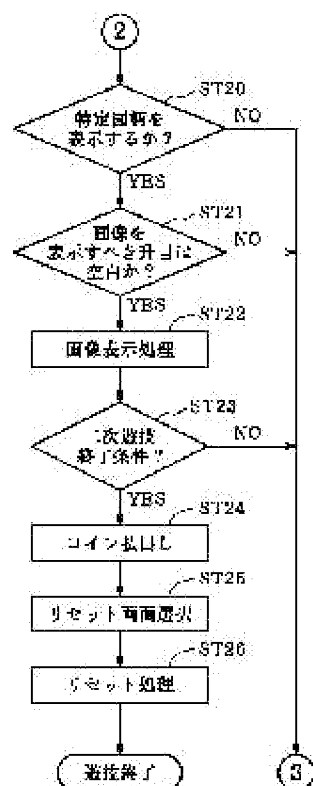 2
ST20
特定図柄を
表示するか？
NO
YES
ST21
画像を
表示すべき升目は
空白か？
NO
YES
ST22
画像表示処理
ST23
2次遊技
終了条件？
NO
YES
ST24
コイン払出し
ST25
リセット画面選択
ST26
リセット処理
遊技終了
3